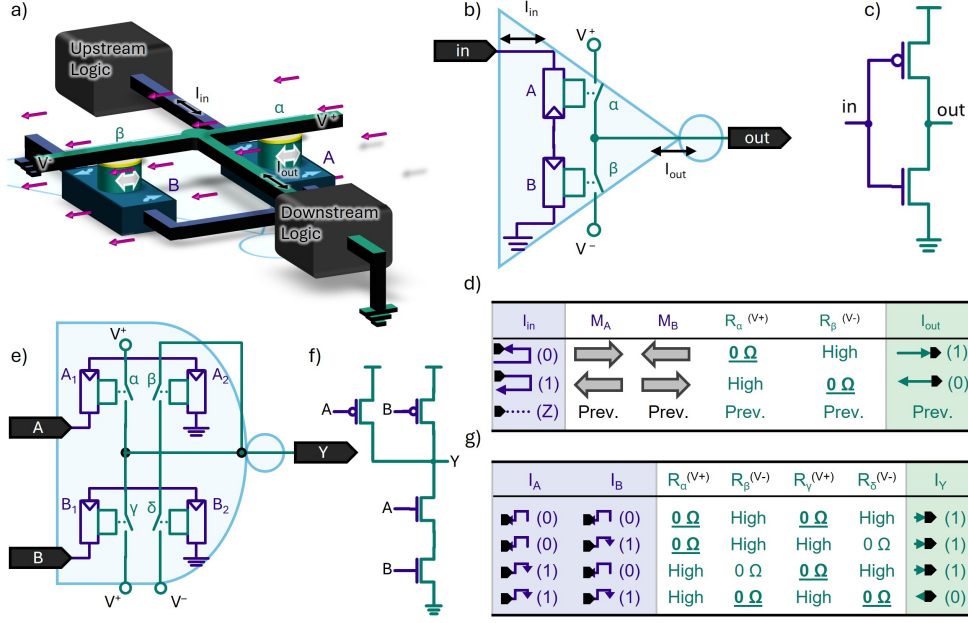 a)
Upstream
Logic
I_in
α
V⁺
β
A
V⁻
I_out
B
Downstream
Logic
b)
I_in
V⁺
in
A
α
out
B
β
I_out
V⁻
c)
in
out
d)
I_in M_A M_B R_α (V+) R_β (V-) I_out
(0) 0 Ω High (1)
(1) High 0 Ω (0)
(Z) Prev. Prev. Prev. Prev. Prev.
e)
V⁺
A₁ α β A₂
A
Y
B₁ γ δ B₂
B
V⁺ V⁻
f)
A B
Y
A
B
g)
I_A I_B R_α (V+) R_β (V-) R_γ (V+) R_δ (V-) I_Y
(0) (0) 0 Ω High 0 Ω High (1)
(0) (1) 0 Ω High High 0 Ω (1)
(1) (0) High 0 Ω 0 Ω High (1)
(1) (1) High 0 Ω High 0 Ω (0)